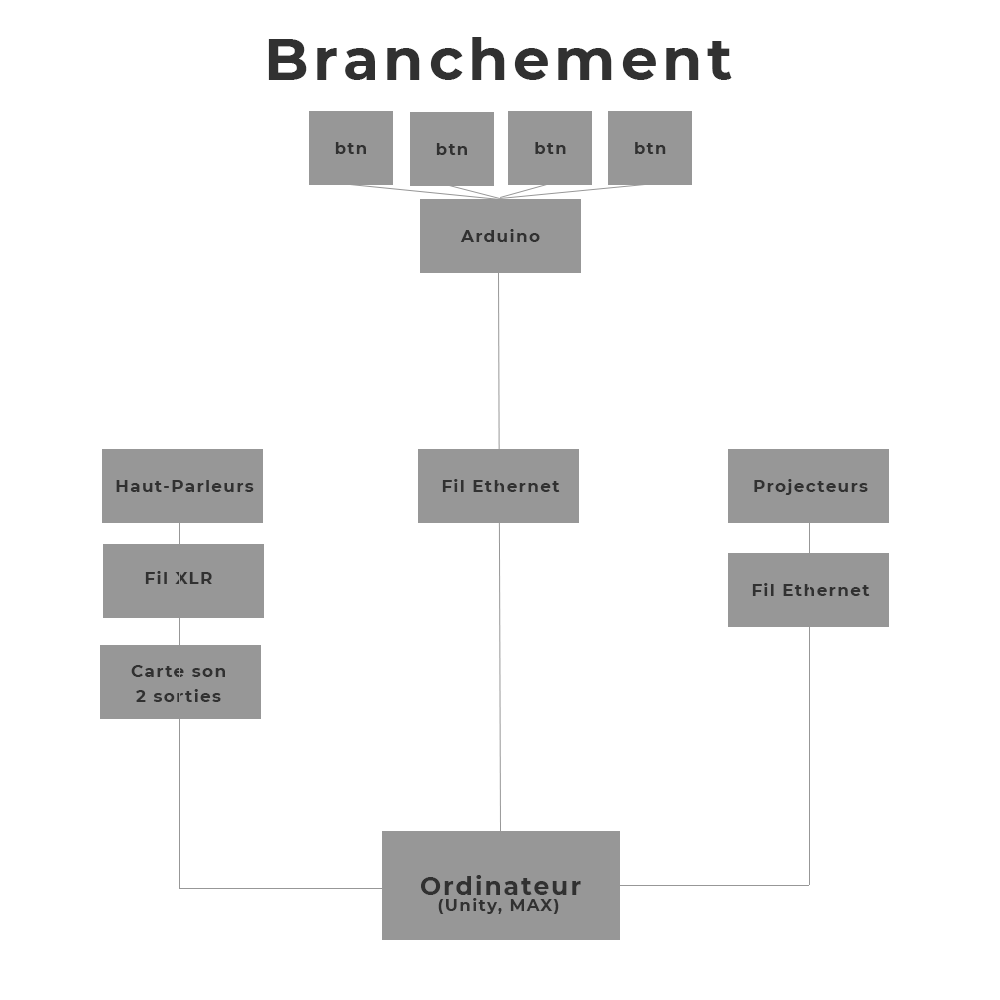 Branchement
btn
btn
btn
btn
Arduino
Haut-Parleurs
Fil Ethernet
Projecteurs
Fil XLR
Fil Ethernet
Carte son
2 sorties
Ordinateur
(Unity, MAX)